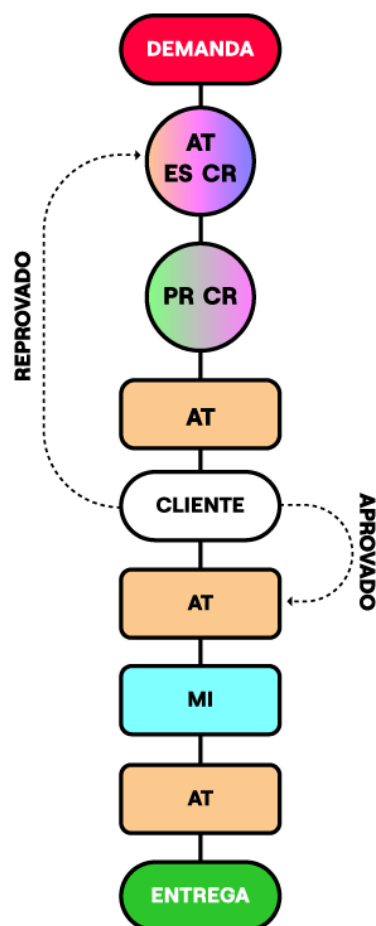 DEMANDA
AT
ES CR
PR CR
REPROVADO
AT
CLIENTE
APROVADO
AT
MI
AT
ENTREGA